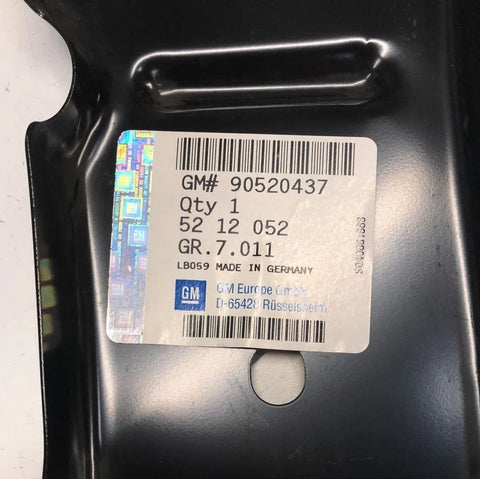 GM# 90520437
Qty 1
52 12 052
GR.7.011
LB059 MADE IN GERMANY
GM
GM Europe GmbH
D-65428 Rüsselsheim